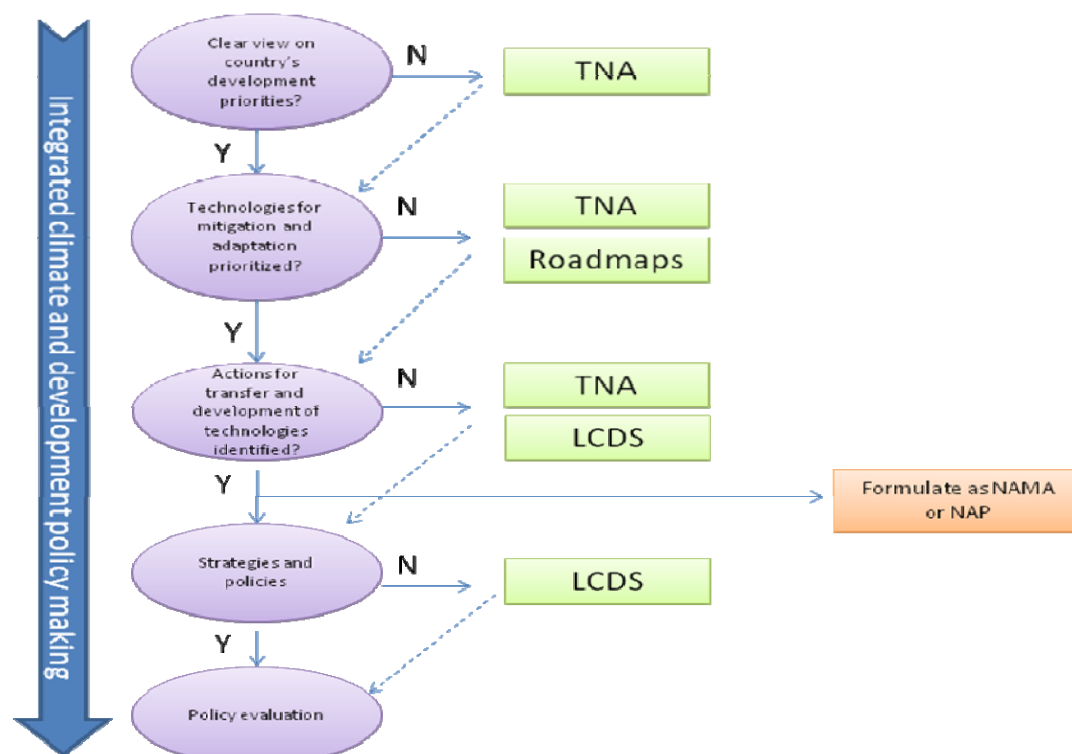 Integrated climate and development policy making
Clear view on
country's
development
priorities?
N
TNA
Y
Technologies for
mitigation and
adaptation
prioritized?
N
TNA
Roadmaps
Y
Actions for
transfer and
development of
technologies
identified?
N
TNA
LCDS
Y
Formulate as NAMA
or NAP
Strategies and
policies
N
LCDS
Y
Policy evaluation